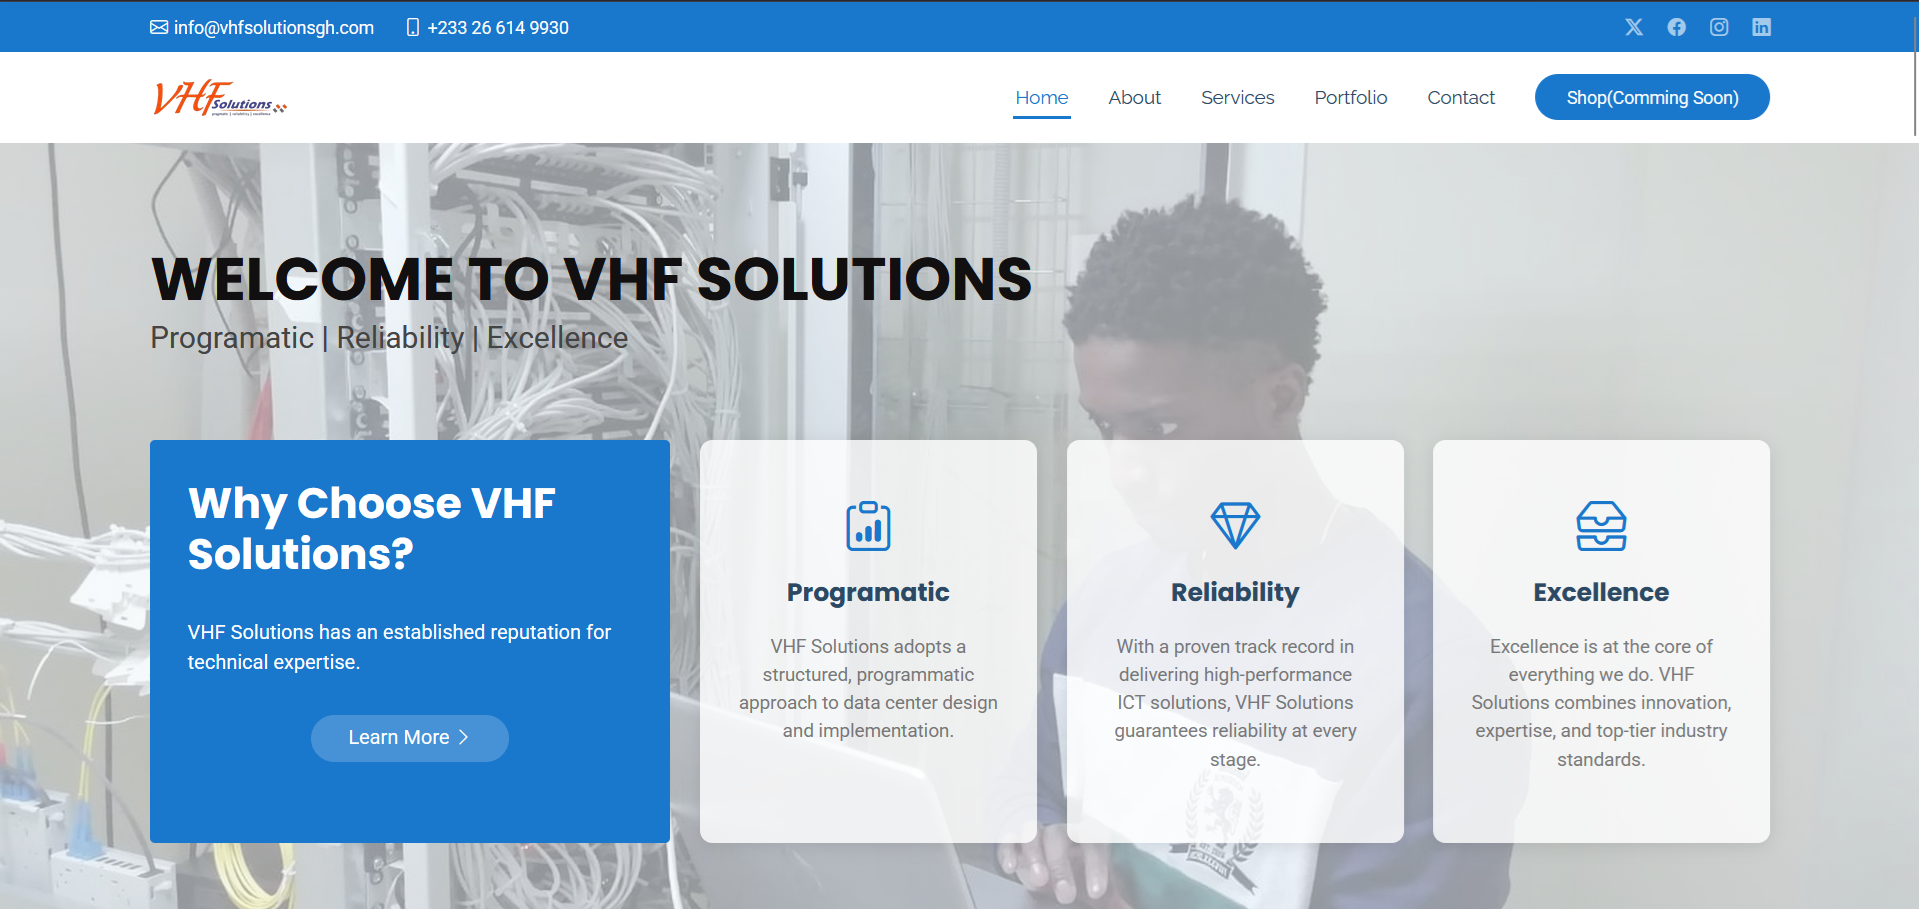 info@vhfsolutionsgh.com +233 26 614 9930
VHF Solutions
Home About Services Portfolio Contact Shop(Comming Soon)
WELCOME TO VHF SOLUTIONS
Programatic | Reliability | Excellence
Why Choose VHF
Solutions?
VHF Solutions has an established reputation for
technical expertise.
Learn More
Programatic
VHF Solutions adopts a
structured, programmatic
approach to data center design
and implementation.
Reliability
With a proven track record in
delivering high-performance
ICT solutions, VHF Solutions
guarantees reliability at every
stage.
Excellence
Excellence is at the core of
everything we do. VHF
Solutions combines innovation,
expertise, and top-tier industry
standards.